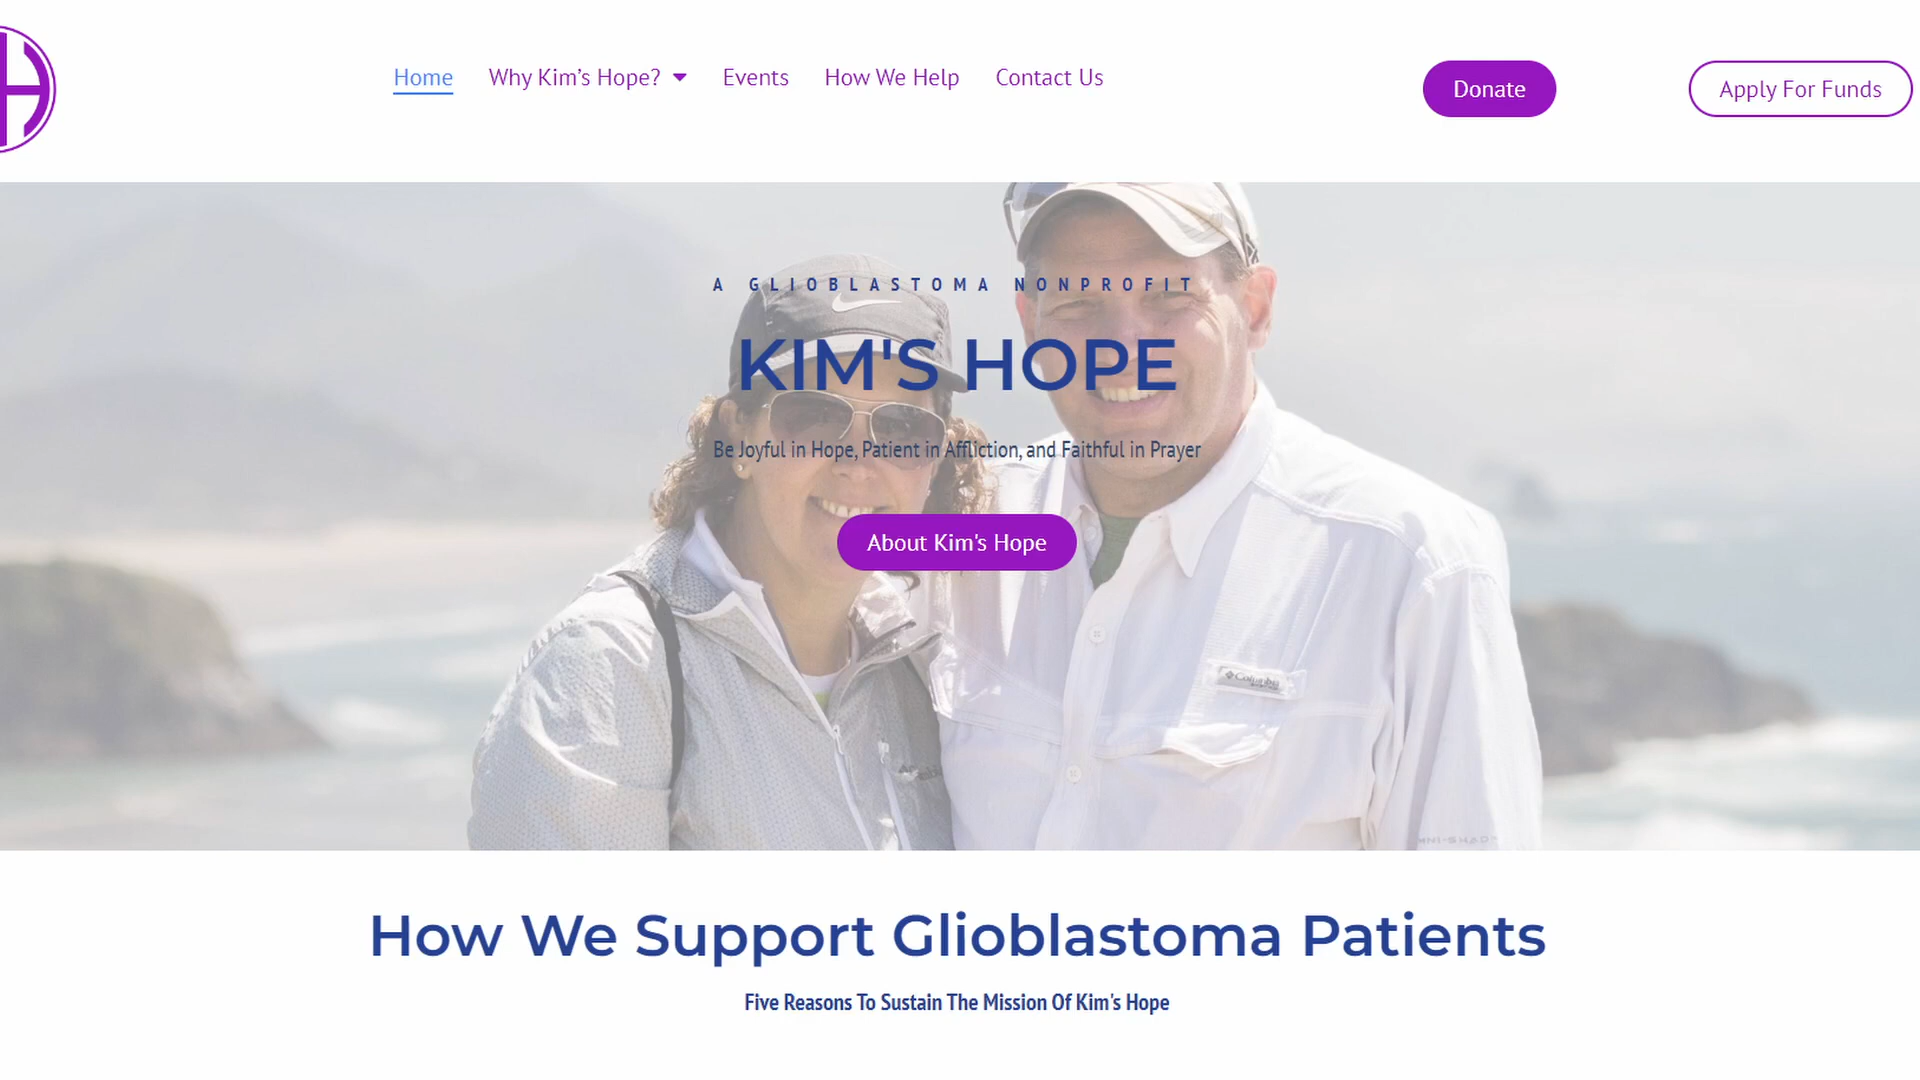 Home
Why Kim’s Hope?
Events
How We Help
Contact Us
Donate
Apply For Funds
A GLIOBLASTOMA NONPROFIT
KIM'S HOPE
Be Joyful in Hope, Patient in Affliction, and Faithful in Prayer
About Kim's Hope
Columbia
How We Support Glioblastoma Patients
Five Reasons To Sustain The Mission Of Kim's Hope